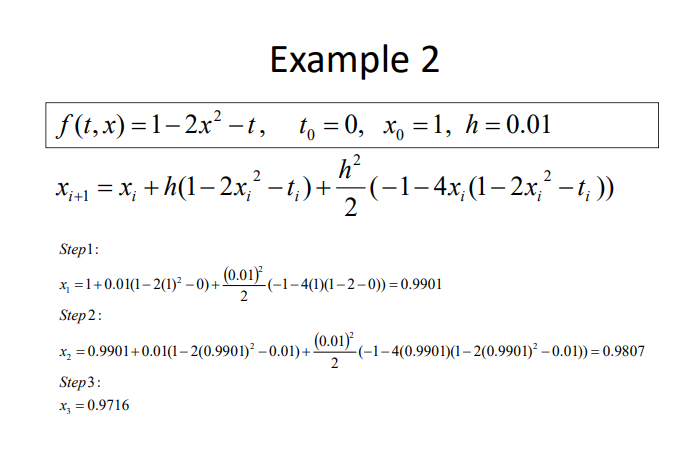 Example 2
f(t,x) = 1 − 2x² − t,    t₀ = 0,  x₀ = 1,  h = 0.01
xᵢ₊₁ = xᵢ + h(1 − 2xᵢ² − tᵢ) + h²/2 (−1 − 4xᵢ(1 − 2xᵢ² − tᵢ))
Step1:
x₁ = 1 + 0.01(1 − 2(1)² − 0) + (0.01)²/2 (−1 − 4(1)(1 − 2 − 0)) = 0.9901
Step 2:
x₂ = 0.9901 + 0.01(1 − 2(0.9901)² − 0.01) + (0.01)²/2 (−1 − 4(0.9901)(1 − 2(0.9901)² − 0.01)) = 0.9807
Step3:
x₃ = 0.9716